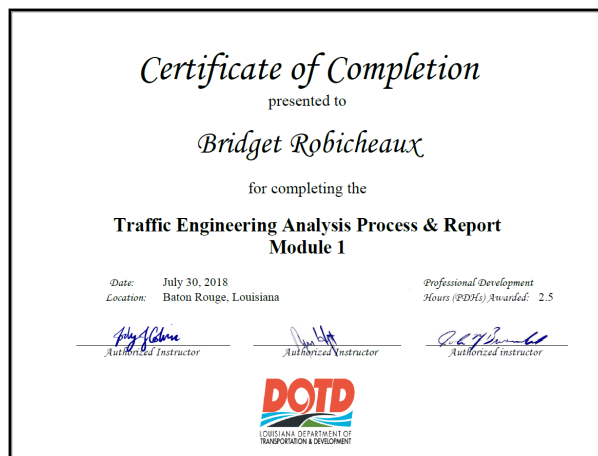 Certificate of Completion
presented to
Bridget Robicheaux
for completing the
Traffic Engineering Analysis Process & Report
Module 1
Date: July 30, 2018
Location: Baton Rouge, Louisiana
Professional Development
Hours (PDHs) Awarded: 2.5
Authorized Instructor
Authorized Instructor
Authorized instructor
DOTD
LOUISIANA DEPARTMENT OF
TRANSPORTATION & DEVELOPMENT